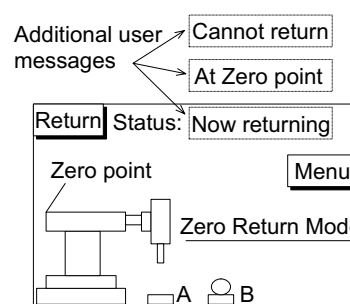 Additional user
messages
Cannot return
At Zero point
Return Status: Now returning
Zero point
Menu
Zero Return Mod
A B